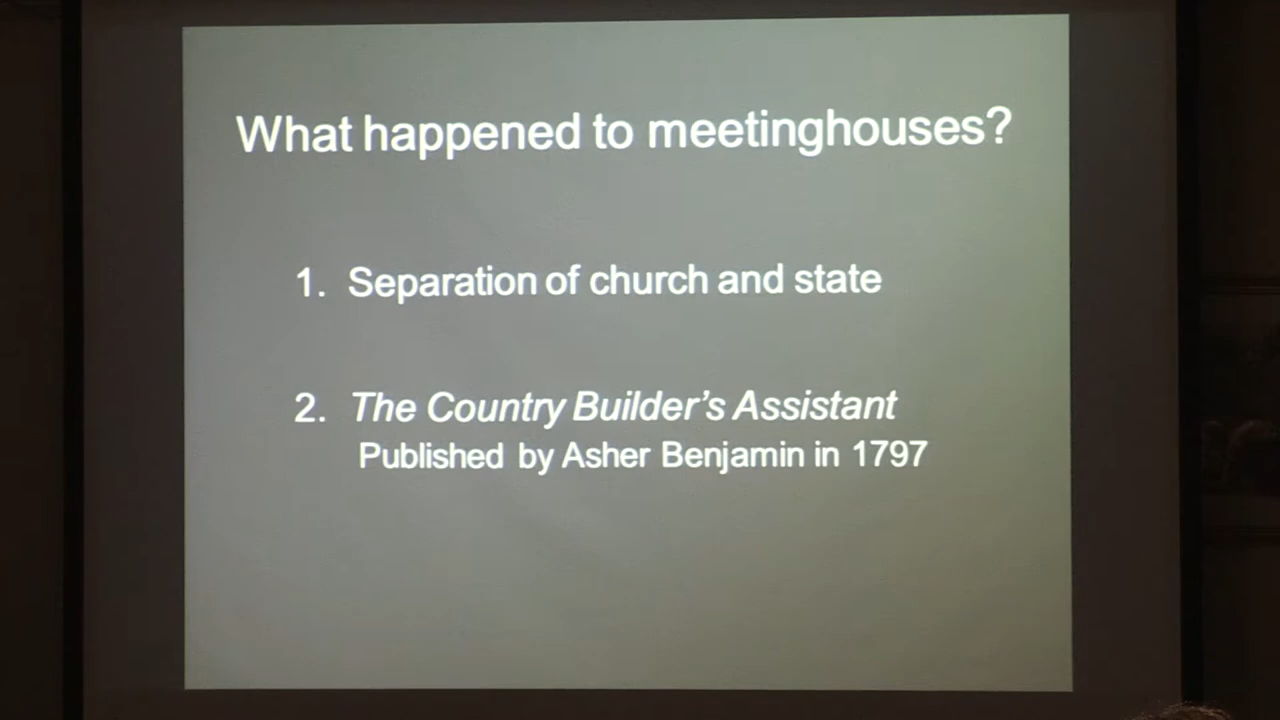 What happened to meetinghouses?
1. Separation of church and state
2. The Country Builder's Assistant
Published by Asher Benjamin in 1797